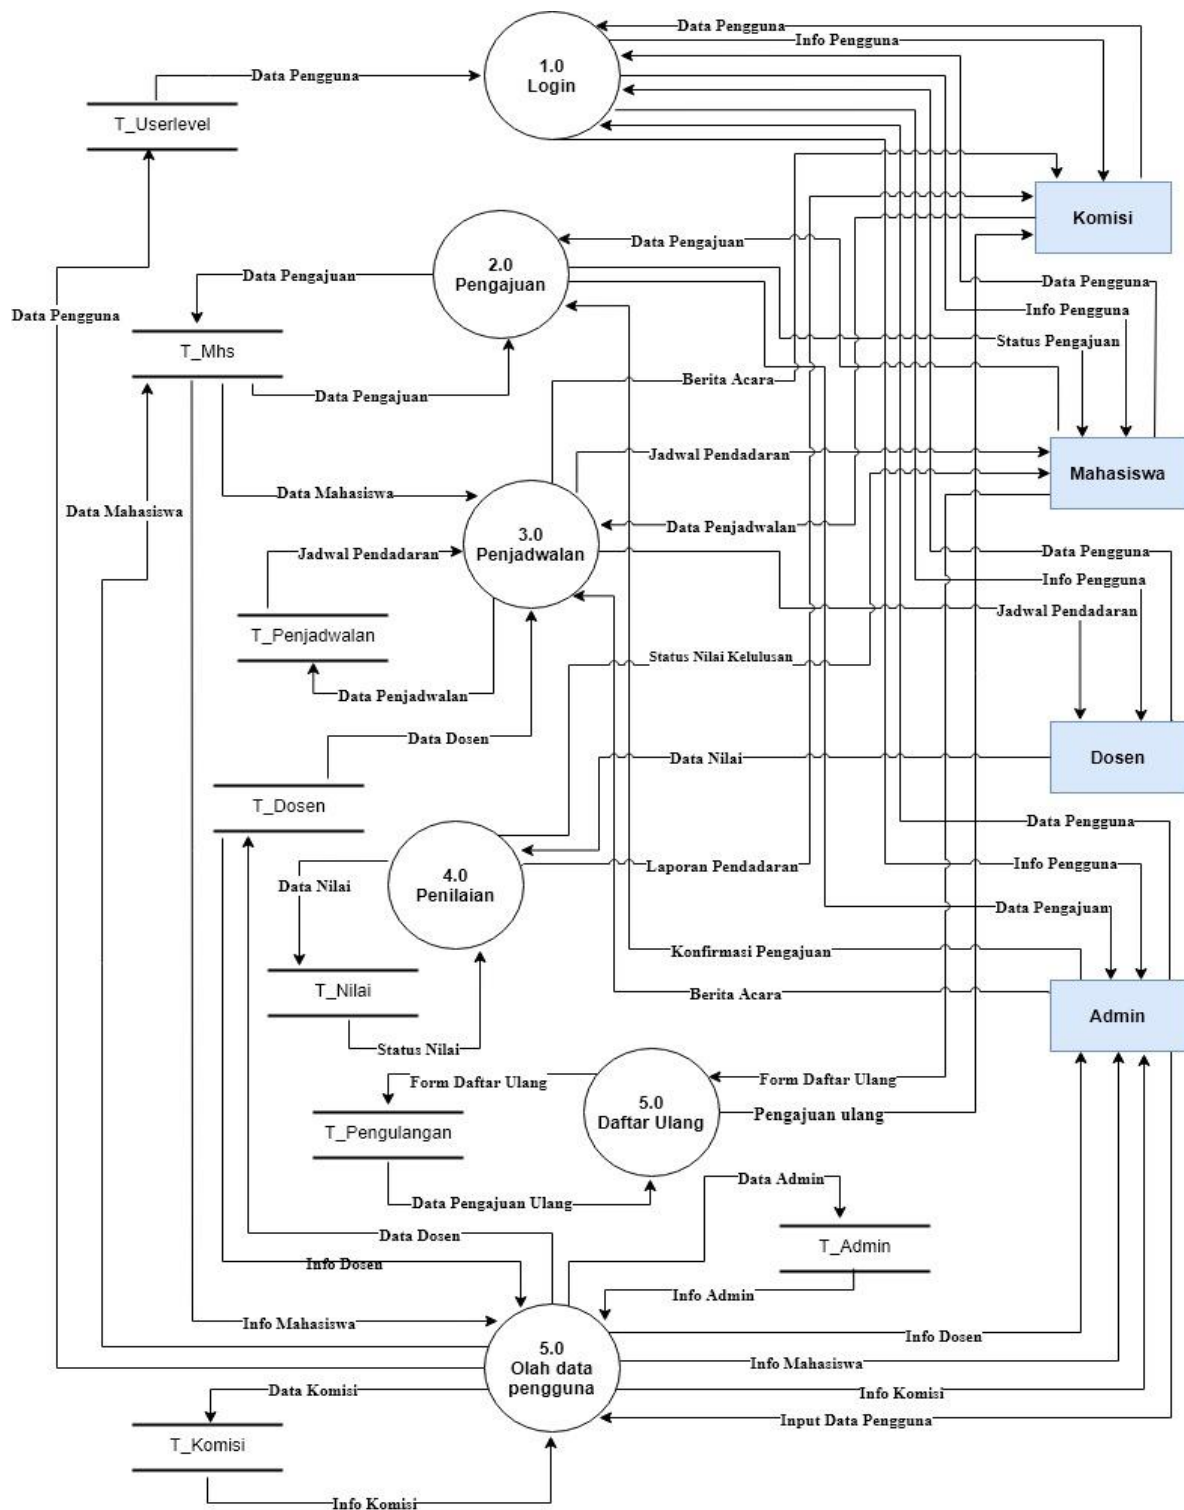 Data Pengguna
Info Pengguna
1.0
Login
Data Pengguna
T_Userlevel
Komisi
Data Pengajuan
2.0
Pengajuan
Data Pengajuan
Data Pengguna
Info Pengguna
Data Pengguna
Status Pengajuan
T_Mhs
Berita Acara
Data Pengajuan
Jadwal Pendadaran
Mahasiswa
Data Mahasiswa
Data Mahasiswa
Data Penjadwalan
3.0
Penjadwalan
Jadwal Pendadaran
Data Pengguna
Info Pengguna
Jadwal Pendadaran
T_Penjadwalan
Status Nilai Kelulusan
Data Penjadwalan
Data Dosen
Data Nilai
Dosen
T_Dosen
Data Pengguna
Laporan Pendadaran
Info Pengguna
4.0
Penilaian
Data Nilai
Data Pengajuan
Konfirmasi Pengajuan
T_Nilai
Berita Acara
Admin
Status Nilai
Form Daftar Ulang
Form Daftar Ulang
5.0
Daftar Ulang
Pengajuan ulang
T_Pengulangan
Data Admin
Data Pengajuan Ulang
Data Dosen
T_Admin
Info Dosen
Info Admin
Info Mahasiswa
Info Dosen
5.0
Olah data
pengguna
Info Mahasiswa
Data Komisi
Info Komisi
Input Data Pengguna
T_Komisi
Info Komisi